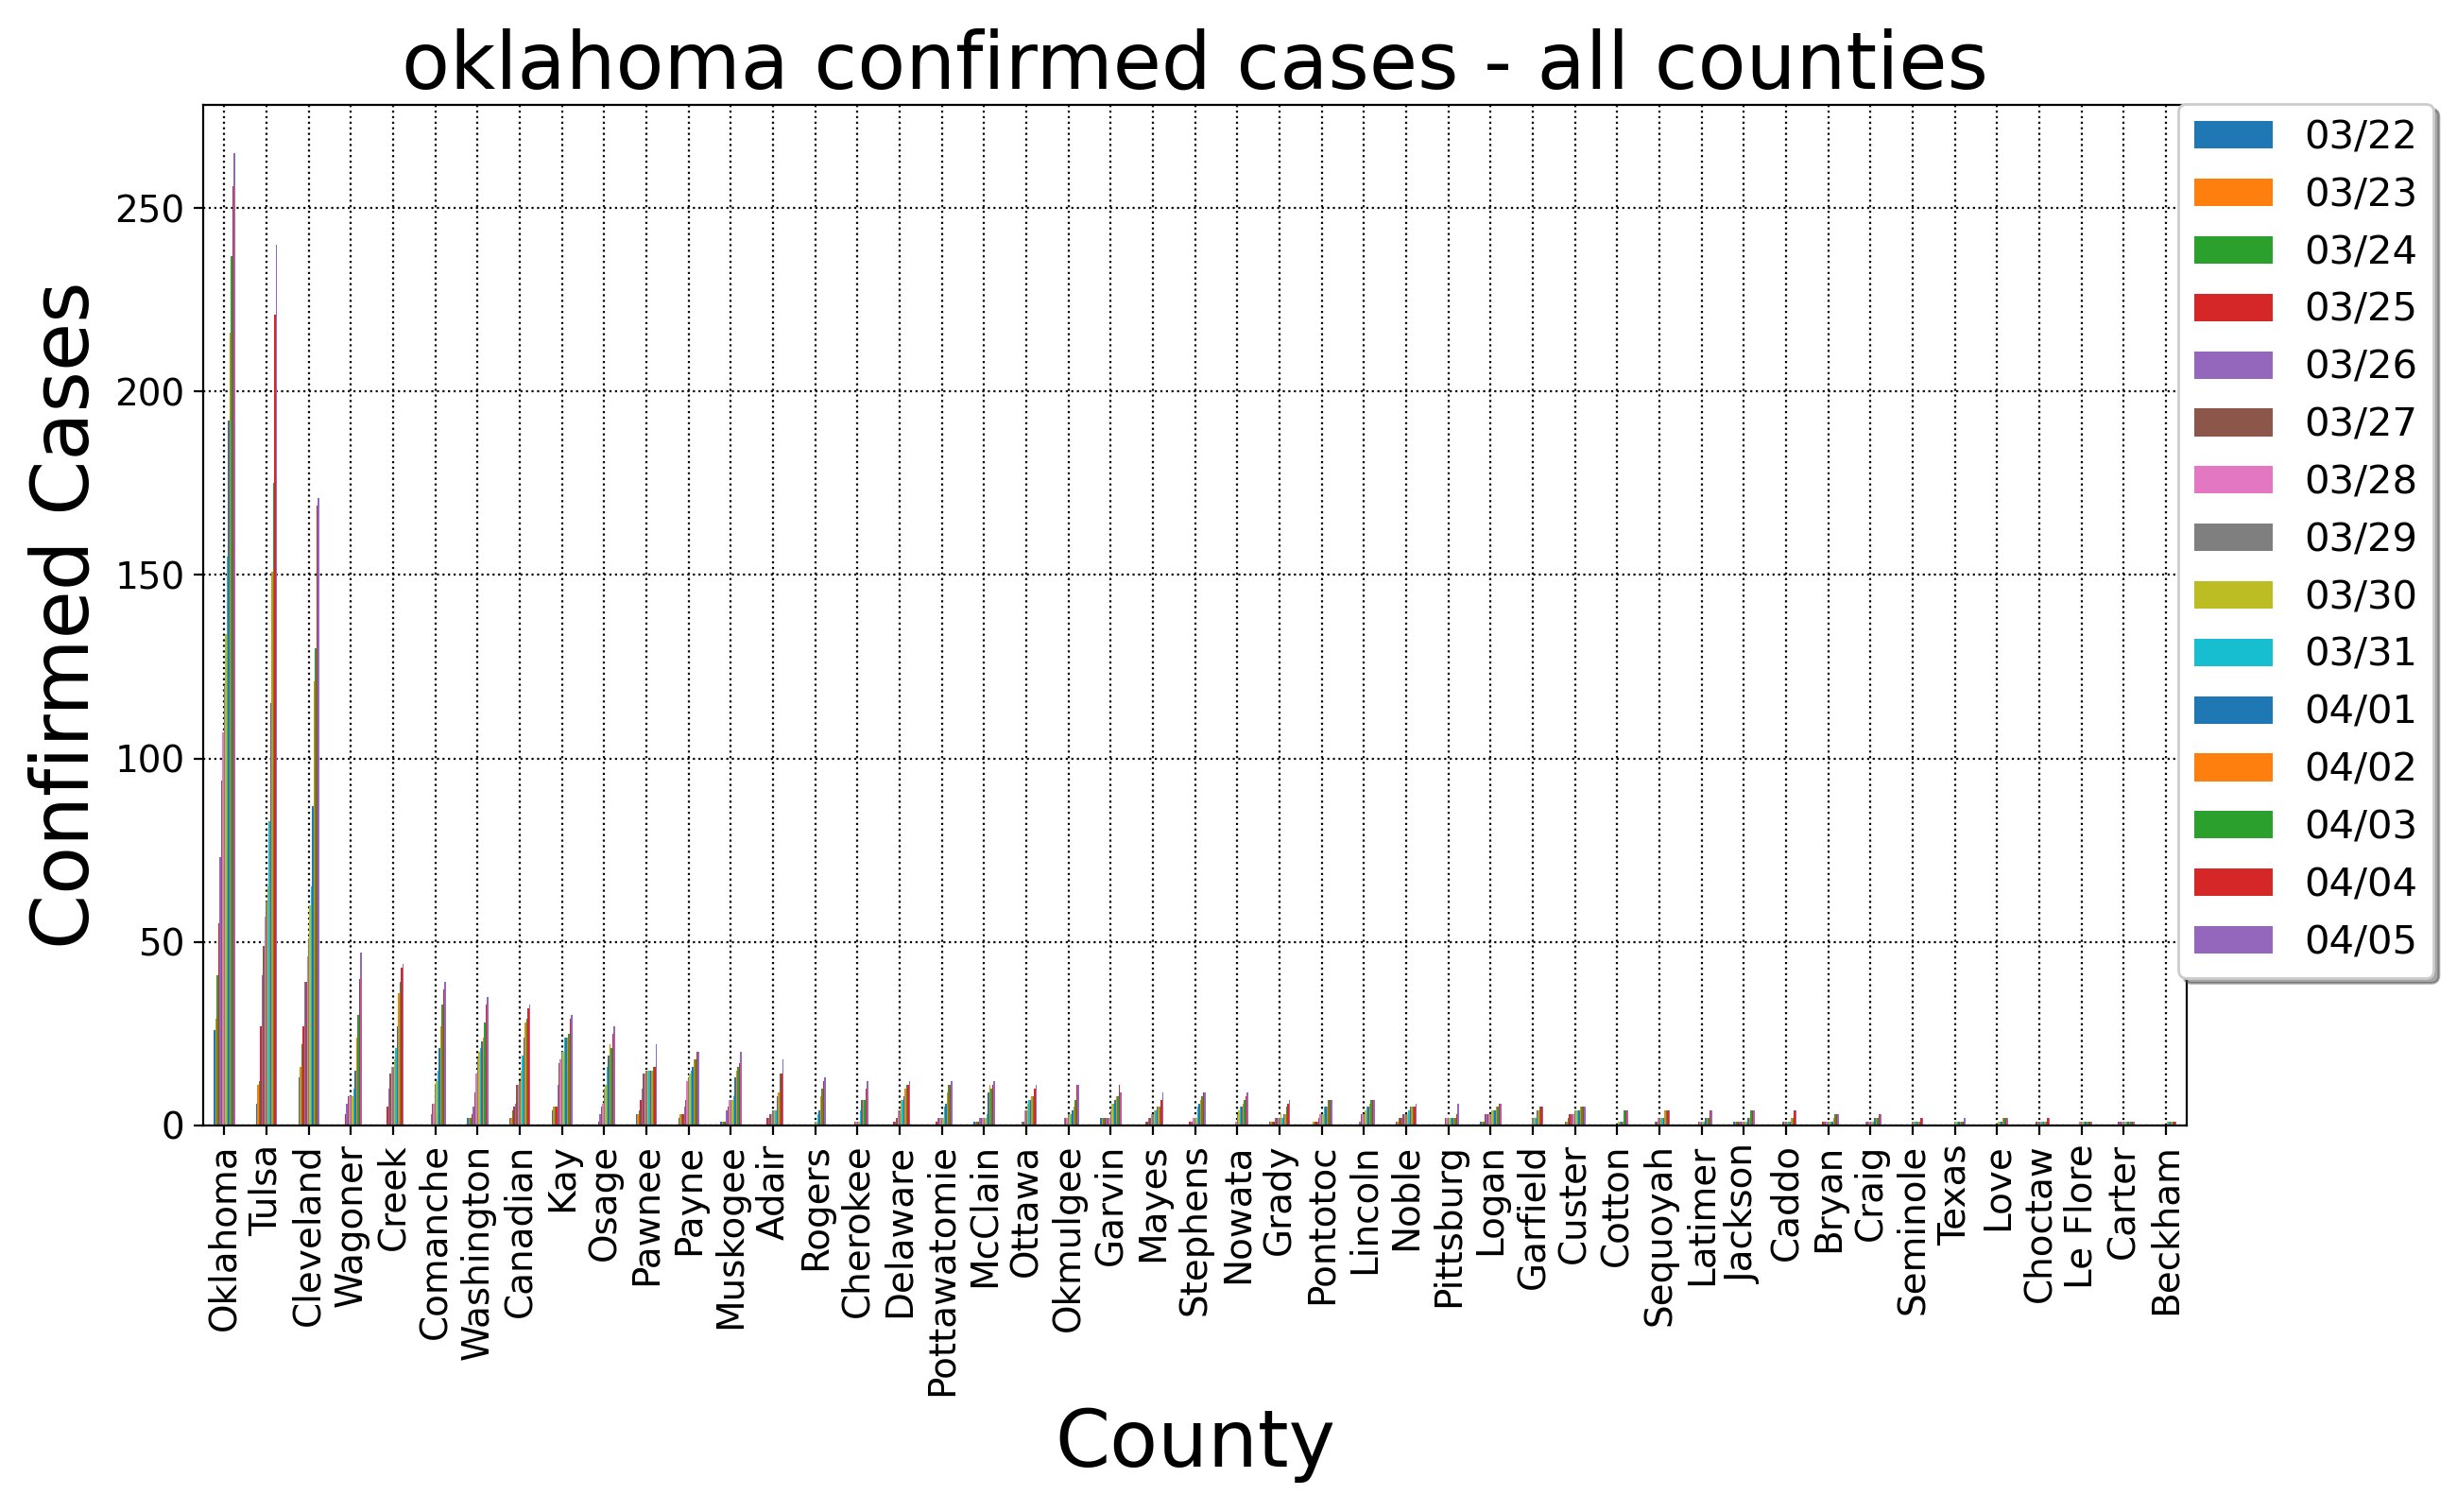 oklahoma confirmed cases - all counties
Confirmed Cases
250
200
150
100
50
0
03/22
03/23
03/24
03/25
03/26
03/27
03/28
03/29
03/30
03/31
04/01
04/02
04/03
04/04
04/05
Oklahoma
Tulsa
Cleveland
Wagoner
Creek
Comanche
Washington
Canadian
Kay
Osage
Pawnee
Payne
Muskogee
Adair
Rogers
Cherokee
Delaware
Pottawatomie
McClain
Ottawa
Okmulgee
Garvin
Mayes
Stephens
Nowata
Grady
Pontotoc
Lincoln
Noble
Pittsburg
Logan
Garfield
Custer
Cotton
Sequoyah
Latimer
Jackson
Caddo
Bryan
Craig
Seminole
Texas
Love
Choctaw
Le Flore
Carter
Beckham
County